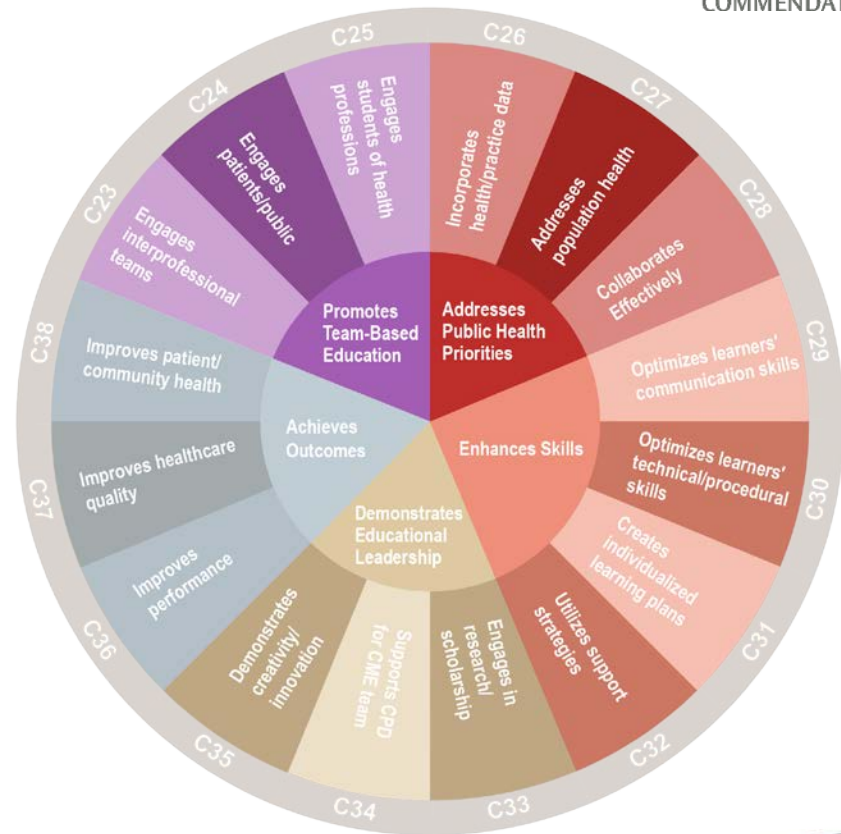 COMMENDAT
C23
Engages
interprofessional
teams
C24
Engages
patients/public
C25
Engages
students of health
professions
Promotes
Team-Based
Education
C26
Incorporates
health/practice data
C27
Addresses
population health
C28
Collaborates
Effectively
Addresses
Public Health
Priorities
C29
Optimizes learners'
communication skills
C30
Optimizes learners'
technical/procedural
skills
C31
Creates
individualized
learning plans
C32
Utilizes support
strategies
Enhances Skills
C33
Engages in
research/
scholarship
C34
Supports CPD
for CME team
C35
Demonstrates
creativity/
innovation
Demonstrates
Educational
Leadership
C36
Improves
performance
C37
Improves healthcare
quality
C38
Improves patient/
community health
Achieves
Outcomes